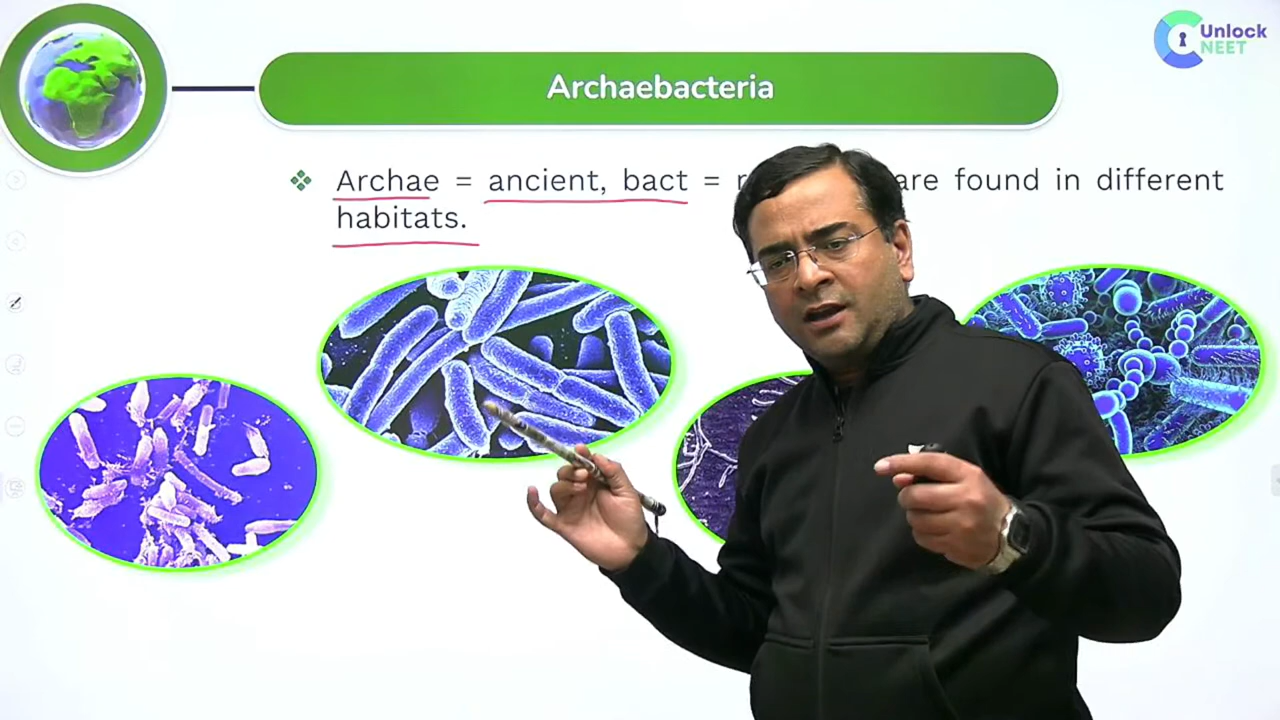 Unlock
NEET
Archaebacteria
Archae = ancient, bact = are found in different
habitats.